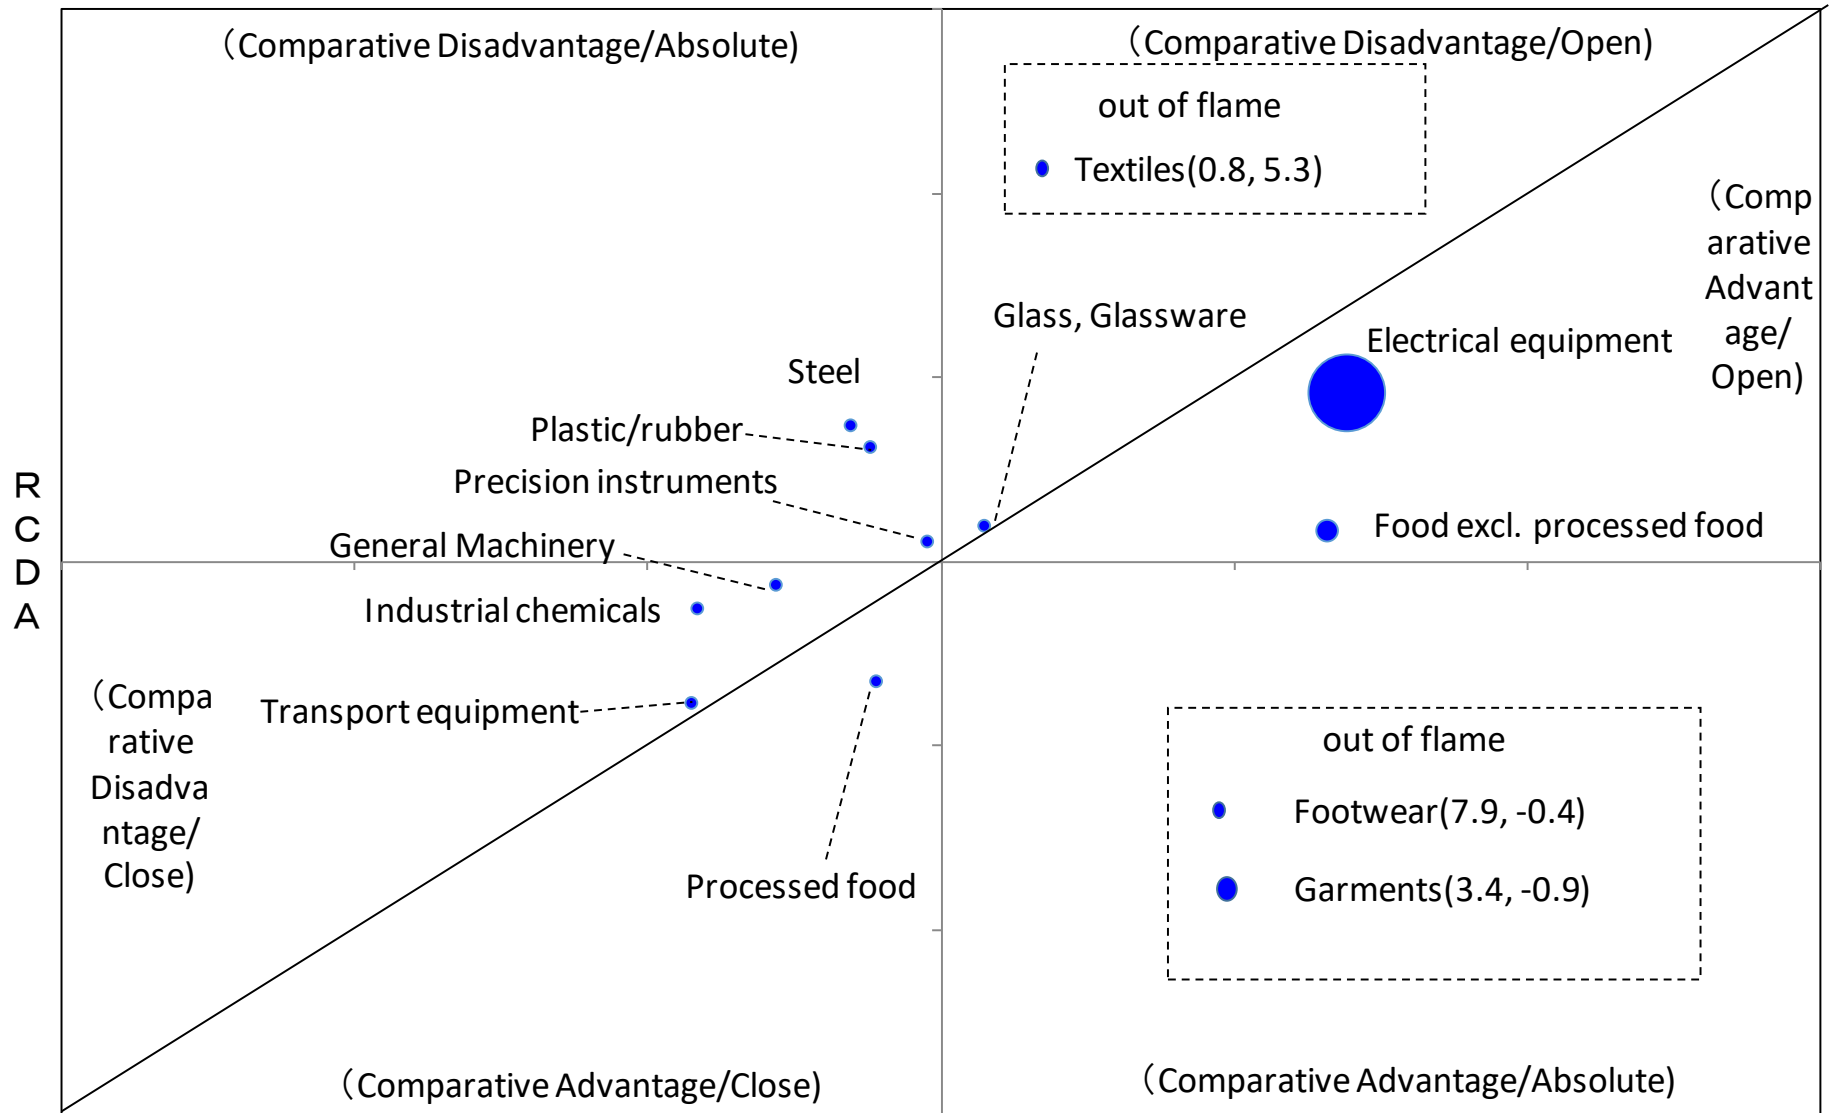 （Comparative Disadvantage/Absolute)
（Comparative Disadvantage/Open)
out of flame
Textiles(0.8, 5.3)
（Comp
arative
Advant
age/
Open)
Glass, Glassware
Electrical equipment
Steel
Plastic/rubber
Precision instruments
Food excl. processed food
General Machinery
Industrial chemicals
R
C
D
A
（Compa
rative
Disadva
ntage/
Close)
Transport equipment
Processed food
out of flame
Footwear(7.9, -0.4)
Garments(3.4, -0.9)
（Comparative Advantage/Close)
（Comparative Advantage/Absolute)